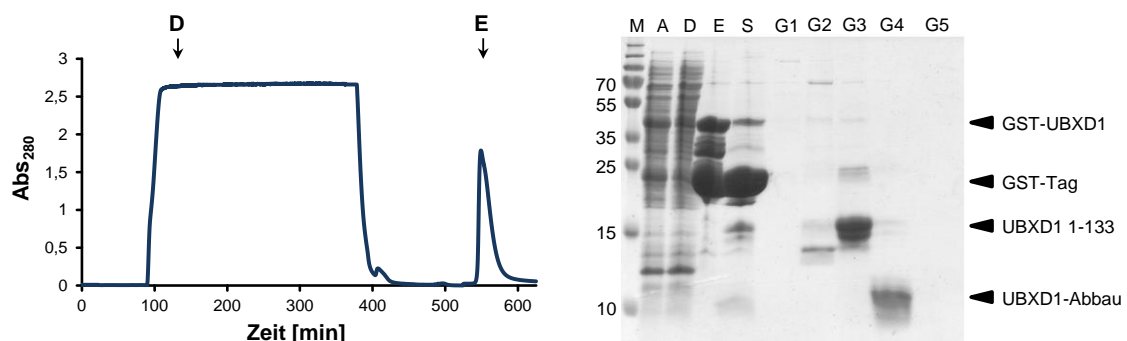 D E
3
2,5
2
1,5
1
0,5
0
Abs280
0 100 200 300 400 500 600
Zeit [min]
M A D E S G1 G2 G3 G4 G5
70
55
35
25
15
10
GST-UBXD1
GST-Tag
UBXD1 1-133
UBXD1-Abbau